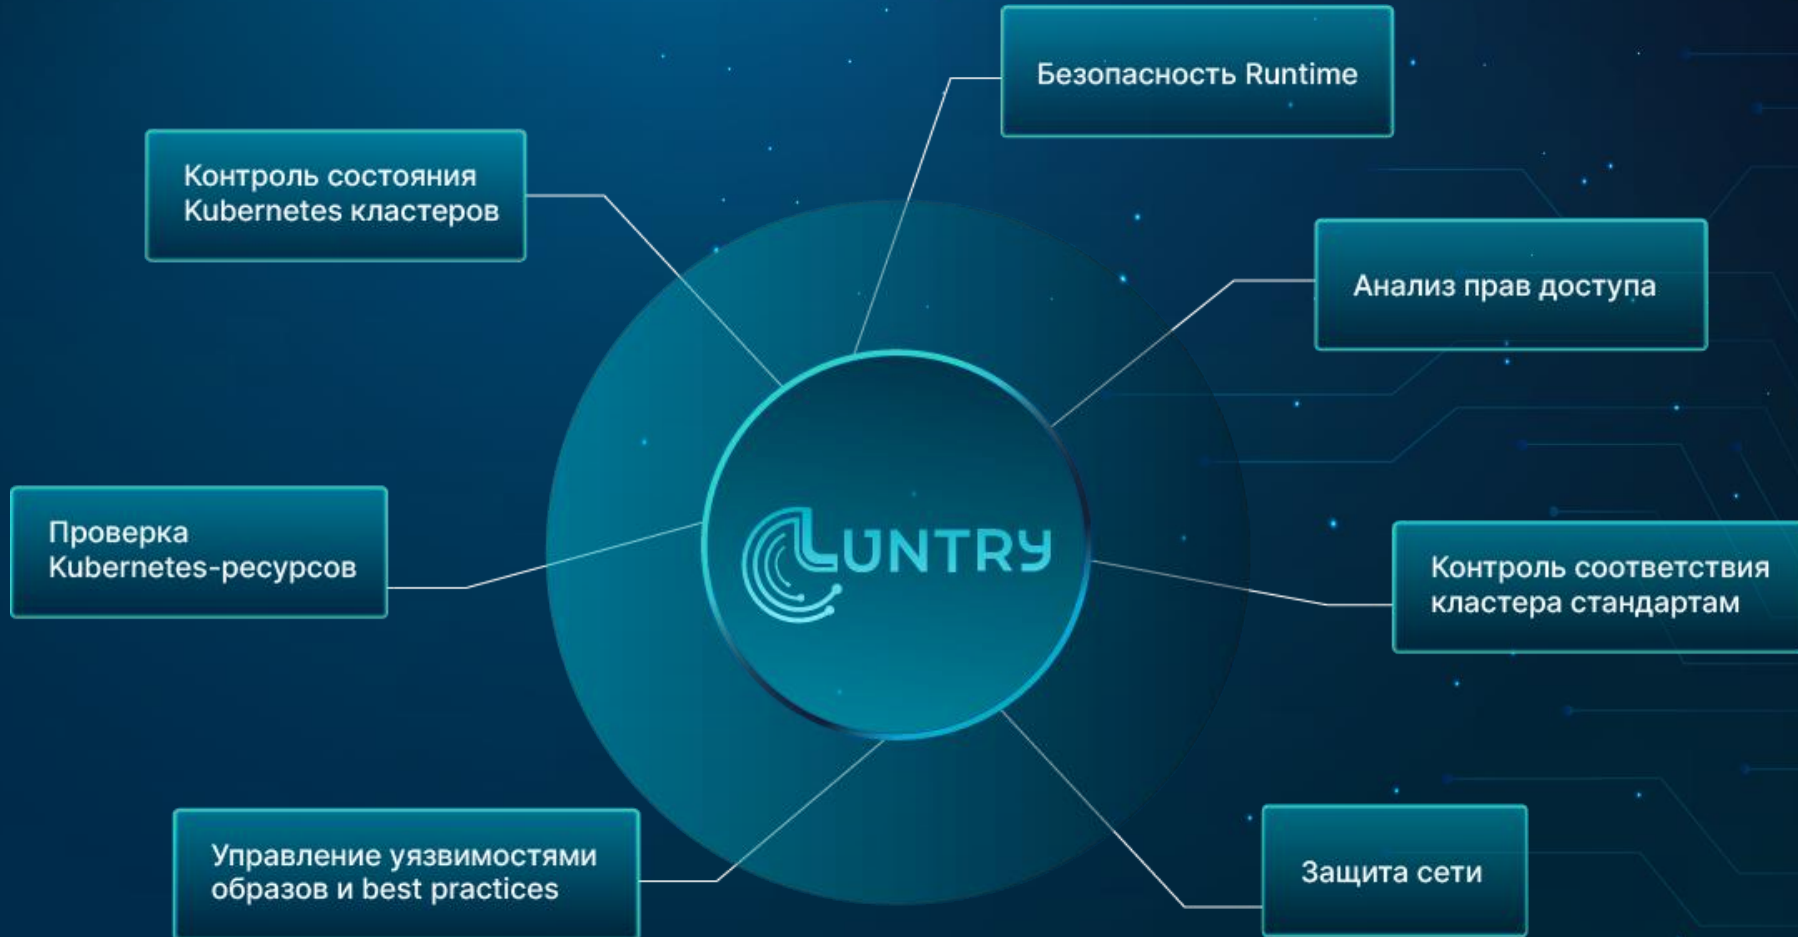 Безопасность Runtime
Контроль состояния
Kubernetes кластеров
Анализ прав доступа
Проверка
Kubernetes-ресурсов
LUNTRY
Контроль соответствия
кластера стандартам
Управление уязвимостями
образов и best practices
Защита сети